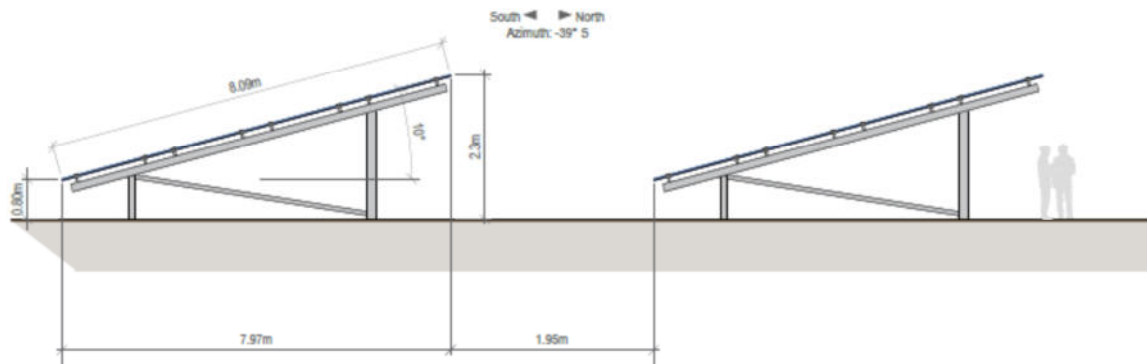 South ◄ ► North
Azimuth: -39° S
8.09m
10°
2.3m
0.80m
7.97m
1.95m